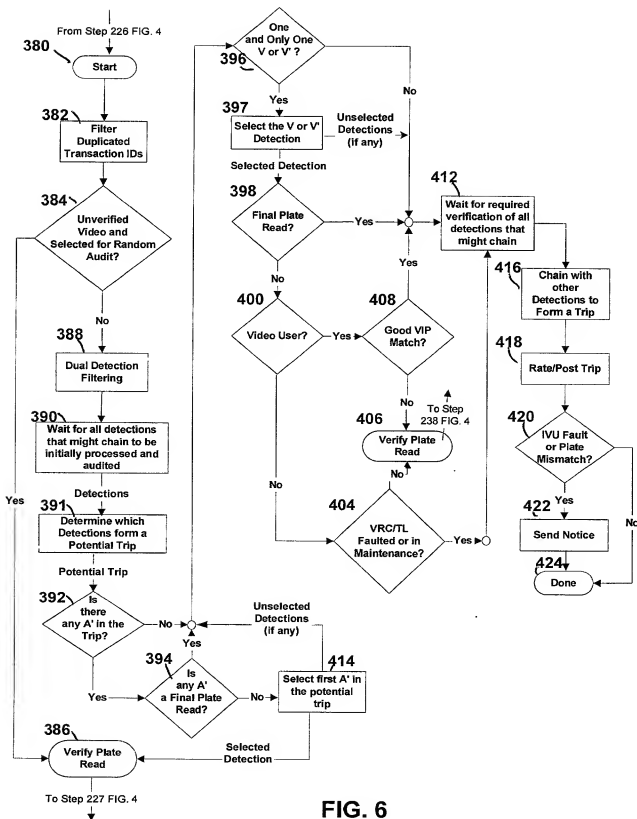 From Step 226 FIG. 4
380
Start
382
Filter
Duplicated
Transaction IDs
384
Unverified
Video and
Selected for Random
Audit?
No
388
Dual Detection
Filtering
390
Wait for all detections
that might chain to be
initially processed and
audited
Yes
Detections
391
Determine which
Detections form a
Potential Trip
Potential Trip
392
Is
there
any A' in the
Trip?
No
Yes
Yes
394
Is
any A'
a Final Plate
Read?
No
Unselected
Detections
(if any)
414
Select first A' in
the potential
trip
Selected
Detection
386
Verify Plate
Read
To Step 227 FIG. 4
One
and Only One
V or V' ?
396
No
Yes
397
Select the V or V'
Detection
Unselected
Detections
(if any)
Selected Detection
398
Final Plate
Read?
Yes
No
400
Video User?
Yes
No
408
Good VIP
Match?
Yes
No
To Step
238 FIG. 4
406
Verify Plate
Read
No
404
VRC/TL
Faulted or in
Maintenance?
Yes
412
Wait for required
verification of all
detections that
might chain
416
Chain with
other
Detections to
Form a Trip
418
Rate/Post Trip
420
IVU Fault
or Plate
Mismatch?
Yes
No
422
Send Notice
424
Done
FIG. 6